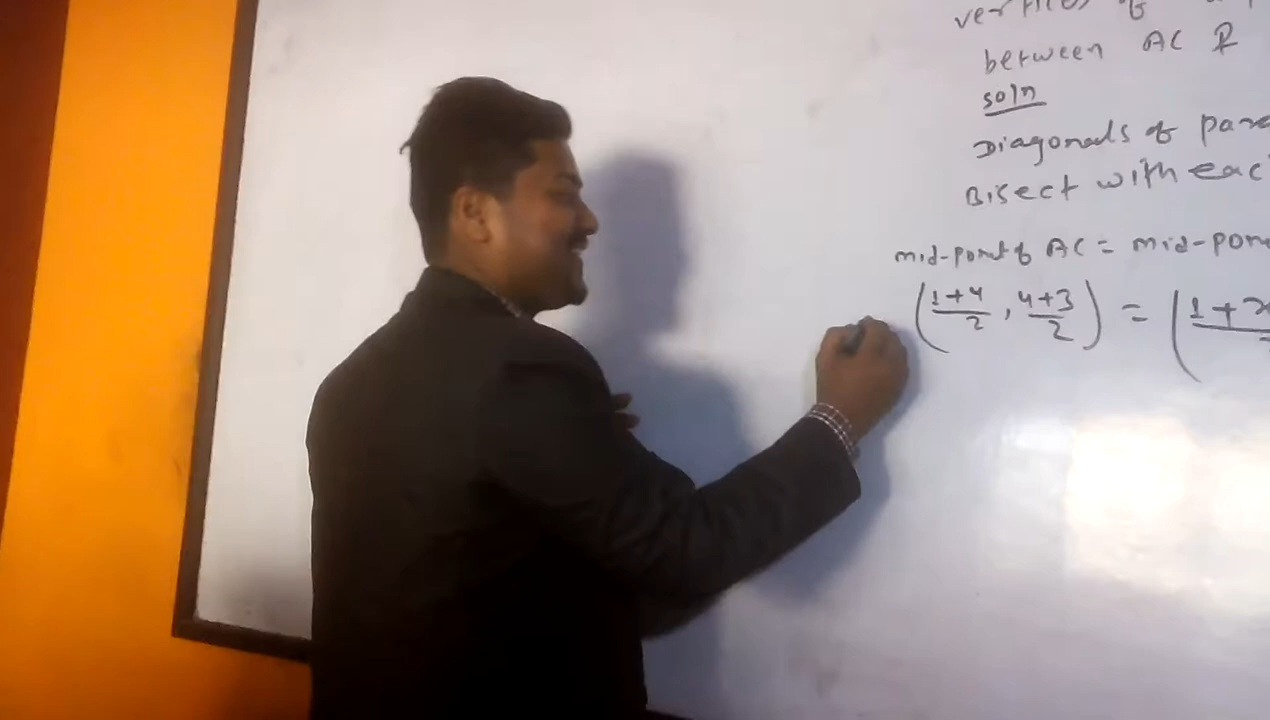 vertices of a
between AC &
soln
Diagonals of para
Bisect with eac
mid-point of AC = mid-poin
(1+4/2, 4+3/2) = (1+x